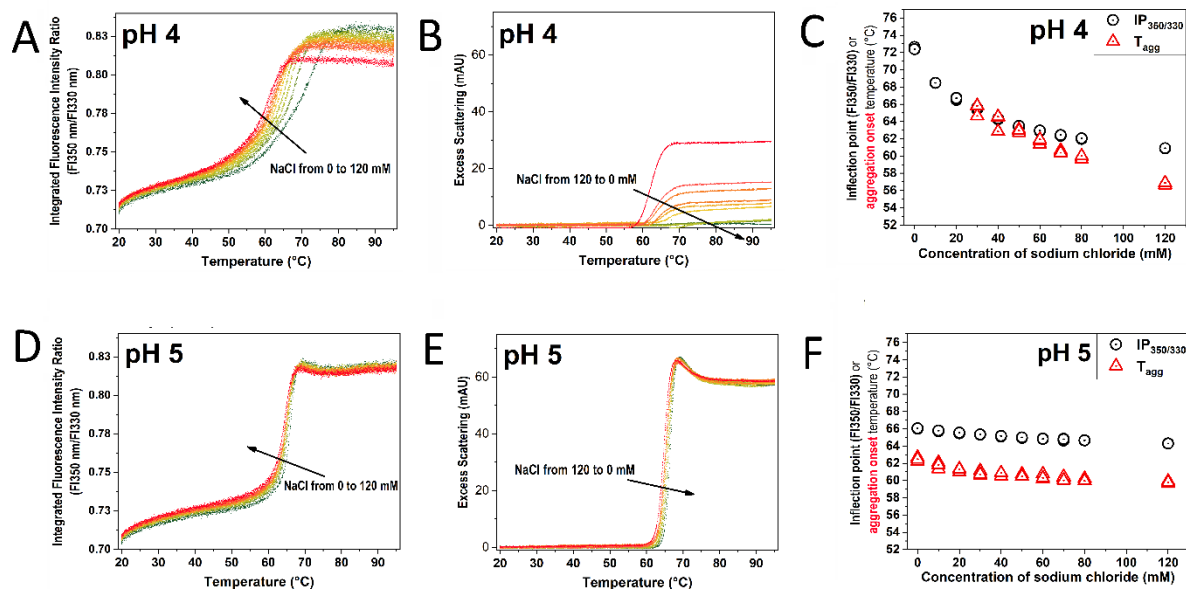 A
pH 4
Integrated Fluorescence Intensity Ratio
(FI350 nm/FI330 nm)
0.83
0.80
0.78
0.75
0.73
0.70
NaCl from 0 to 120 mM
20 30 40 50 60 70 80 90
Temperature (°C)
B
pH 4
Excess Scattering (mAU)
60
40
20
0
NaCl from 120 to 0 mM
20 30 40 50 60 70 80 90
Temperature (°C)
C
pH 4
IP350/330
Tagg
Inflection point (FI350/FI330) or
aggregation onset temperature (°C)
76
74
72
70
68
66
64
62
60
58
56
54
52
0 20 40 60 80 100 120
Concentration of sodium chloride (mM)
D
pH 5
Integrated Fluorescence Intensity Ratio
(FI350 nm/FI330 nm)
0.83
0.80
0.78
0.75
0.73
0.70
NaCl from 0 to 120 mM
20 30 40 50 60 70 80 90
Temperature (°C)
E
pH 5
Excess Scattering (mAU)
60
40
20
0
NaCl from 120 to 0 mM
20 30 40 50 60 70 80 90
Temperature (°C)
F
pH 5
IP350/330
Tagg
Inflection point (FI350/FI330) or
aggregation onset temperature (°C)
76
74
72
70
68
66
64
62
60
58
56
54
52
0 20 40 60 80 100 120
Concentration of sodium chloride (mM)